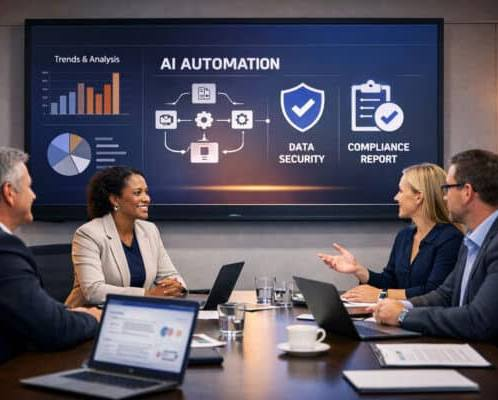 Trends & Analysis
AI AUTOMATION
DATA
SECURITY
COMPLIANCE
REPORT